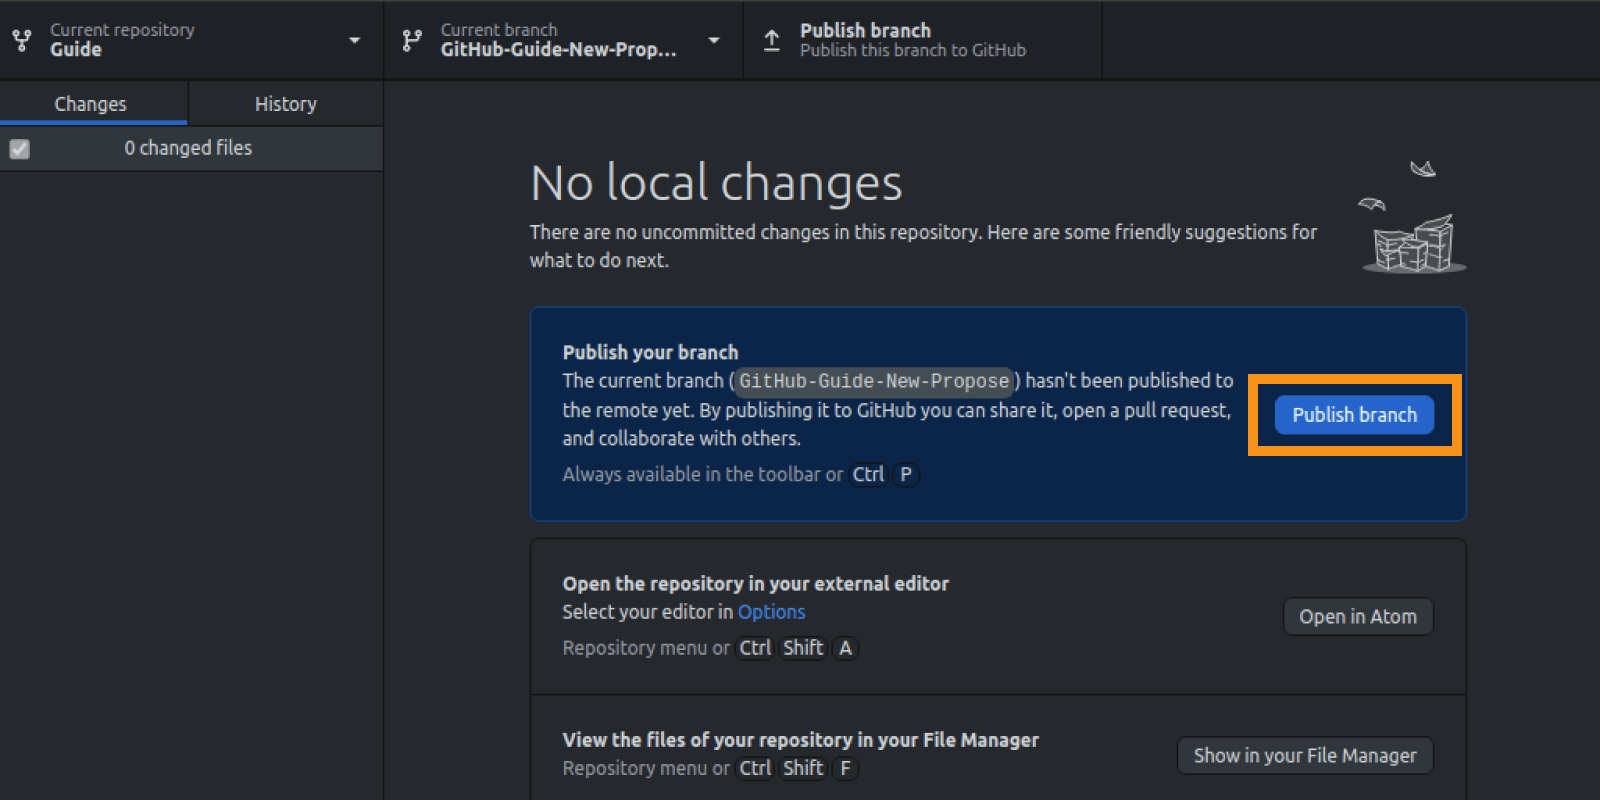 Current repository
Guide
Current branch
GitHub-Guide-New-Prop...
Publish branch
Publish this branch to GitHub
Changes
History
0 changed files
No local changes
There are no uncommitted changes in this repository. Here are some friendly suggestions for
what to do next.
Publish your branch
The current branch (GitHub-Guide-New-Propose) hasn't been published to
the remote yet. By publishing it to GitHub you can share it, open a pull request,
and collaborate with others.
Always available in the toolbar or Ctrl P
Publish branch
Open the repository in your external editor
Select your editor in Options
Repository menu or Ctrl Shift A
Open in Atom
View the files of your repository in your File Manager
Repository menu or Ctrl Shift F
Show in your File Manager